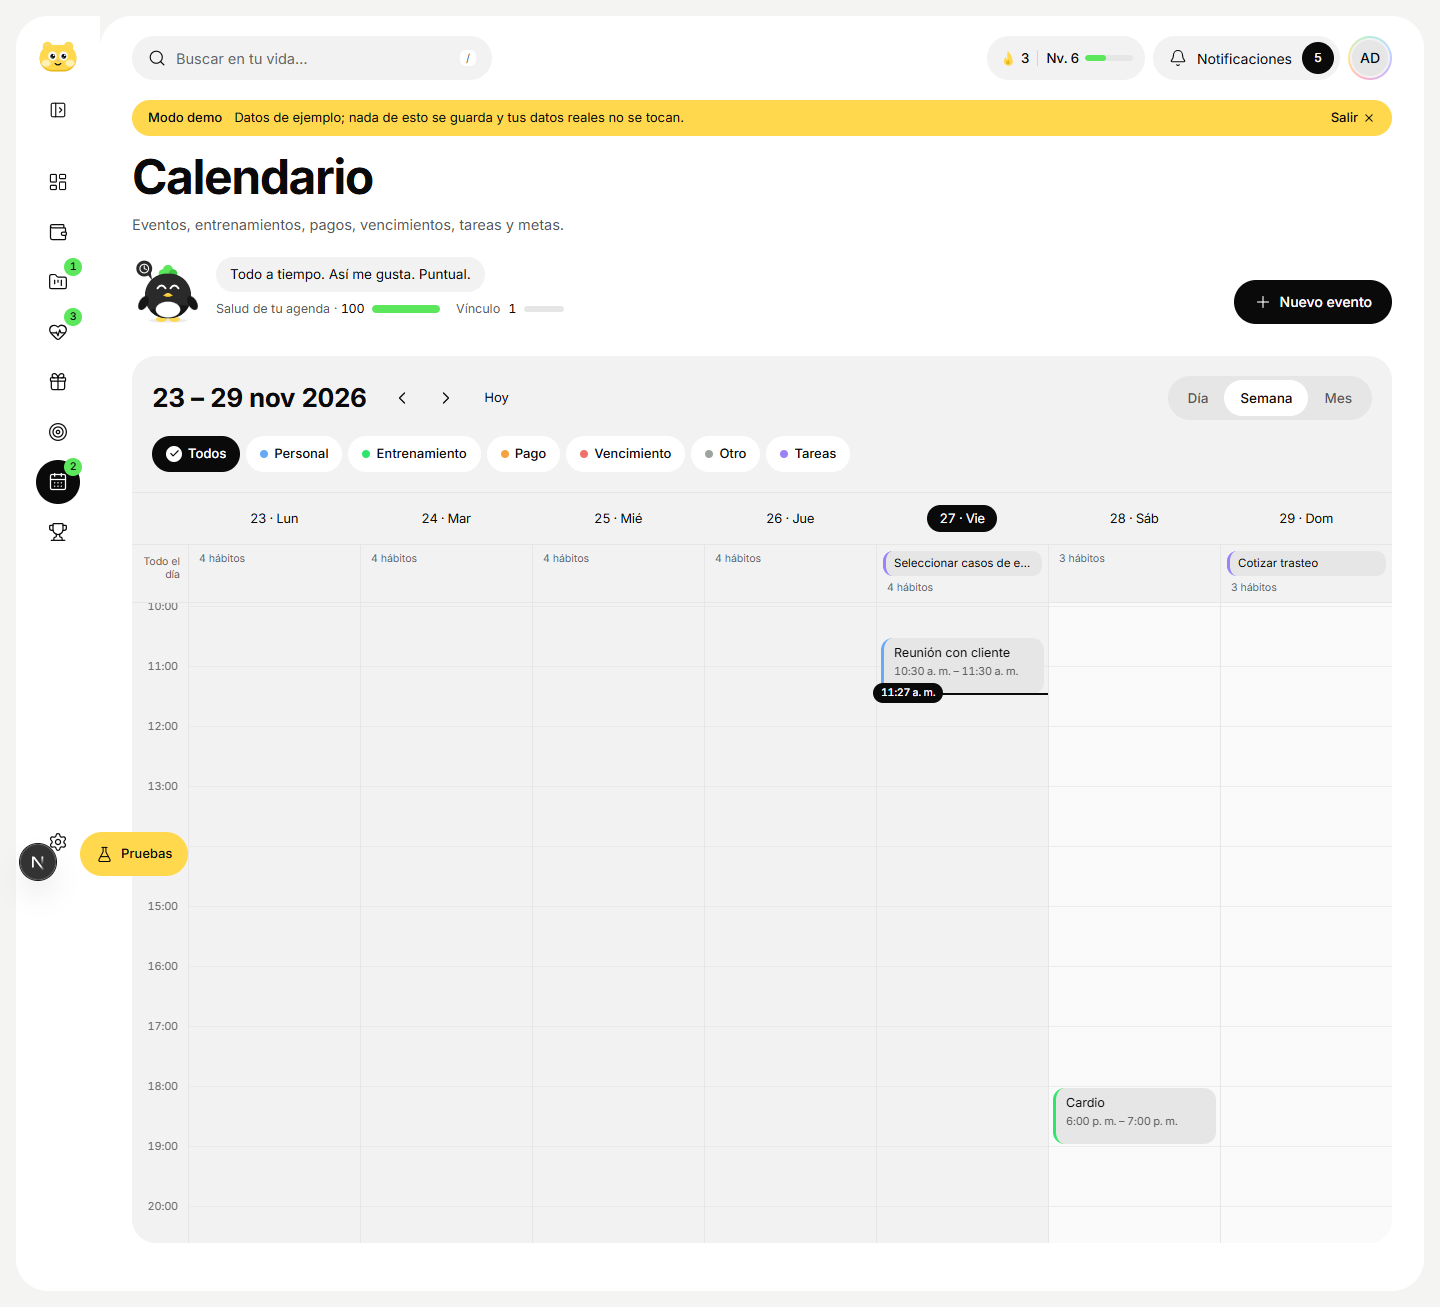 Buscar en tu vida...
/
3
Nv. 6
Notificaciones
5
AD
Modo demo Datos de ejemplo; nada de esto se guarda y tus datos reales no se tocan.
Salir
Calendario
Eventos, entrenamientos, pagos, vencimientos, tareas y metas.
Todo a tiempo. Así me gusta. Puntual.
Salud de tu agenda · 100
Vínculo 1
Nuevo evento
1
3
2
23 – 29 nov 2026
Hoy
Día
Semana
Mes
Todos
Personal
Entrenamiento
Pago
Vencimiento
Otro
Tareas
23 · Lun
24 · Mar
25 · Mié
26 · Jue
27 · Vie
28 · Sáb
29 · Dom
Todo el
día
4 hábitos
4 hábitos
4 hábitos
4 hábitos
Seleccionar casos de e...
4 hábitos
3 hábitos
Cotizar trasteo
3 hábitos
10:00
Reunión con cliente
10:30 a. m. – 11:30 a. m.
11:00
11:27 a. m.
12:00
13:00
N
Pruebas
15:00
16:00
17:00
18:00
Cardio
6:00 p. m. – 7:00 p. m.
19:00
20:00